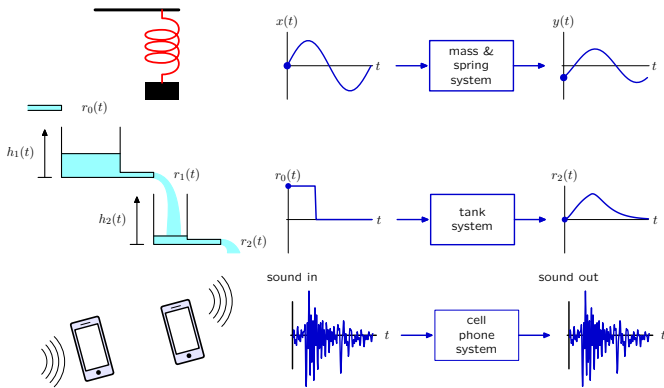 x(t)
t
mass &
spring
system
y(t)
t
r₀(t)
h₁(t)
r₁(t)
h₂(t)
r₂(t)
r₀(t)
t
tank
system
r₂(t)
t
sound in
t
cell
phone
system
sound out
t